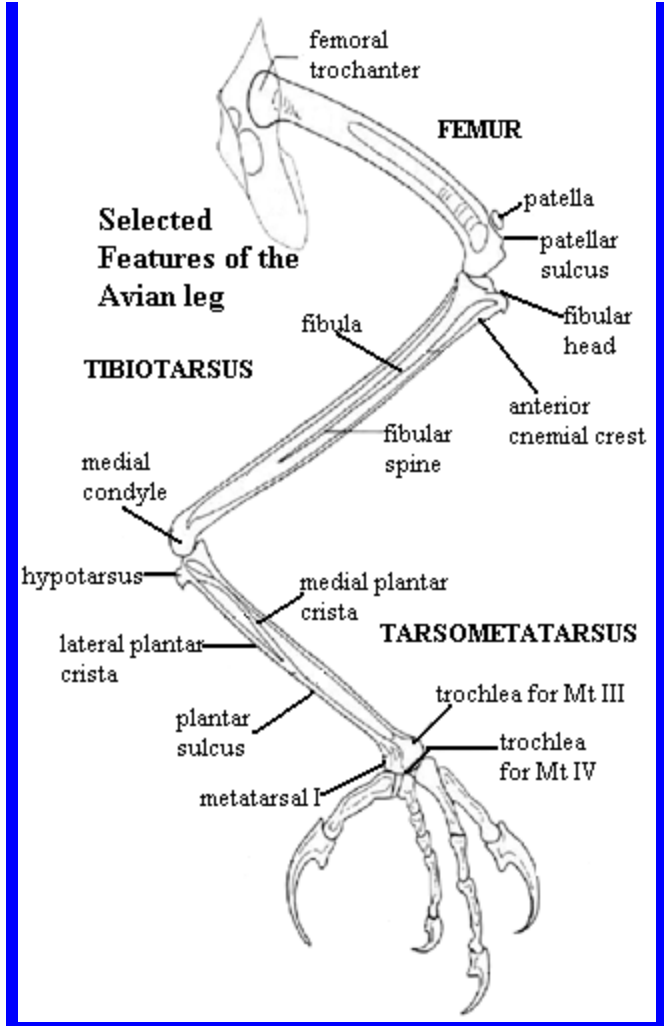 femoral
trochanter
FEMUR
patella
Selected
Features of the
Avian leg
patellar
sulcus
fibula
fibular
head
TIBIOTARSUS
anterior
cnemial crest
fibular
spine
medial
condyle
hypotarsus
medial plantar
crista
TARSOMETATARSUS
lateral plantar
crista
trochlea for Mt III
plantar
sulcus
trochlea
for Mt IV
metatarsal I